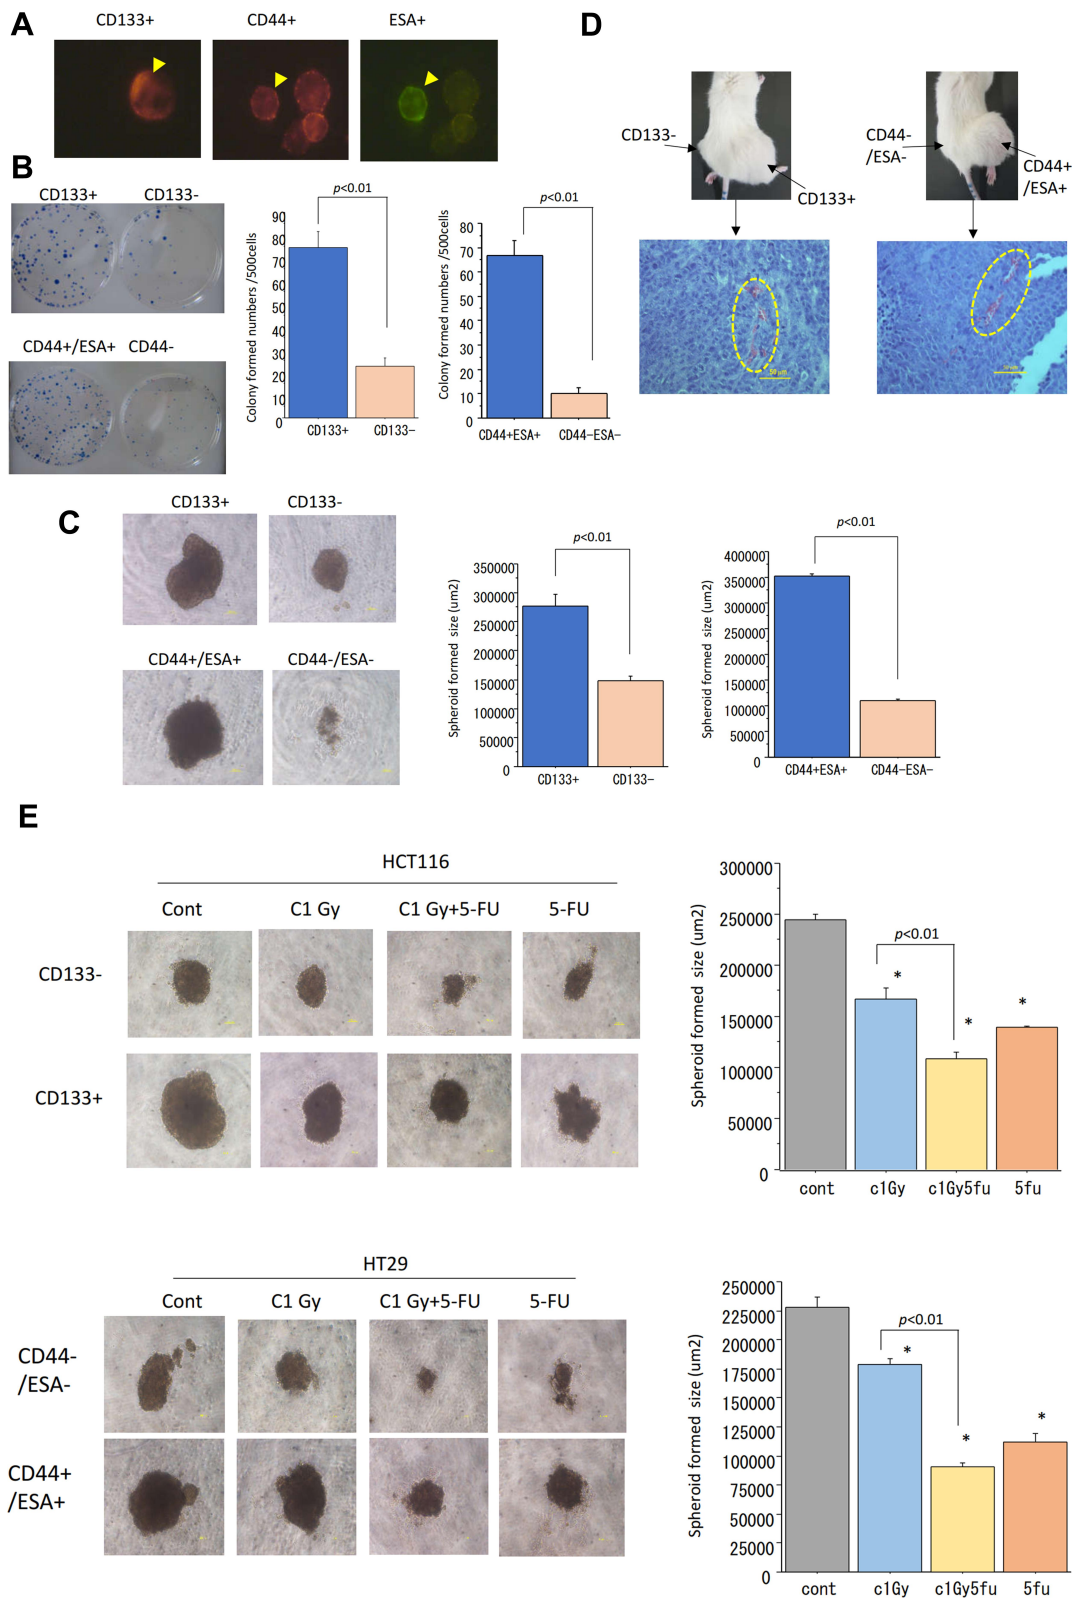 A
CD133+
CD44+
ESA+
B
CD133+
CD133-
CD44+/ESA+
CD44-
Colony formed numbers /500cells
90
80
70
60
50
40
30
20
10
0
p<0.01
CD133+
CD133-
Colony formed numbers /500cells
80
70
60
50
40
30
20
10
0
p<0.01
CD44+ESA+
CD44-ESA-
C
CD133+
CD133-
CD44+/ESA+
CD44-/ESA-
Spheroid formed size (um2)
350000
300000
250000
200000
150000
100000
50000
0
p<0.01
CD133+
CD133-
Spheroid formed size (um2)
400000
350000
300000
250000
200000
150000
100000
50000
0
p<0.01
CD44+ESA+
CD44-ESA-
D
CD133-
CD133+
CD44-
/ESA-
CD44+
/ESA+
50 μm
E
HCT116
Cont
C1 Gy
C1 Gy+5-FU
5-FU
CD133-
CD133+
Spheroid formed size (um2)
300000
250000
200000
150000
100000
50000
0
p<0.01
*
*
*
cont
c1Gy
c1Gy5fu
5fu
HT29
Cont
C1 Gy
C1 Gy+5-FU
5-FU
CD44-
/ESA-
CD44+
/ESA+
Spheroid formed size (um2)
250000
225000
200000
175000
150000
125000
100000
75000
50000
25000
0
p<0.01
*
*
*
cont
c1Gy
c1Gy5fu
5fu